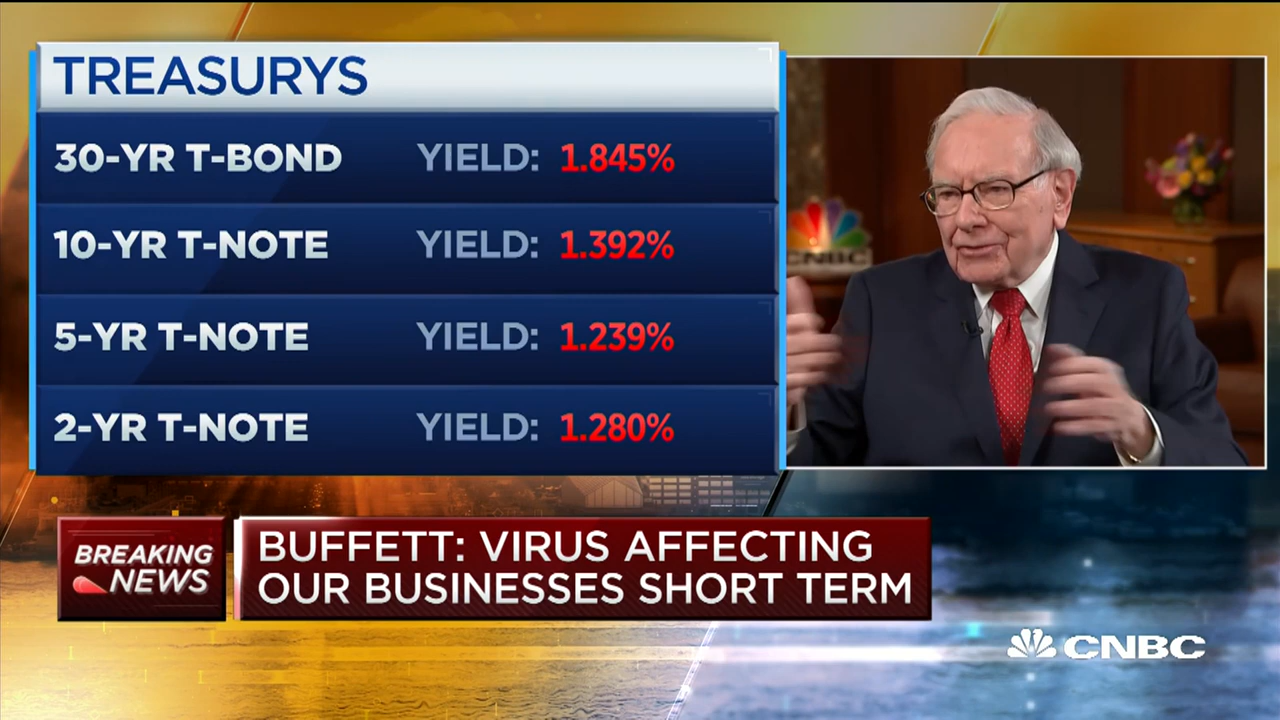 TREASURYS
30-YR T-BOND YIELD: 1.845%
10-YR T-NOTE YIELD: 1.392%
5-YR T-NOTE YIELD: 1.239%
2-YR T-NOTE YIELD: 1.280%
CNBC
BREAKING
NEWS
BUFFETT: VIRUS AFFECTING
OUR BUSINESSES SHORT TERM
CNBC